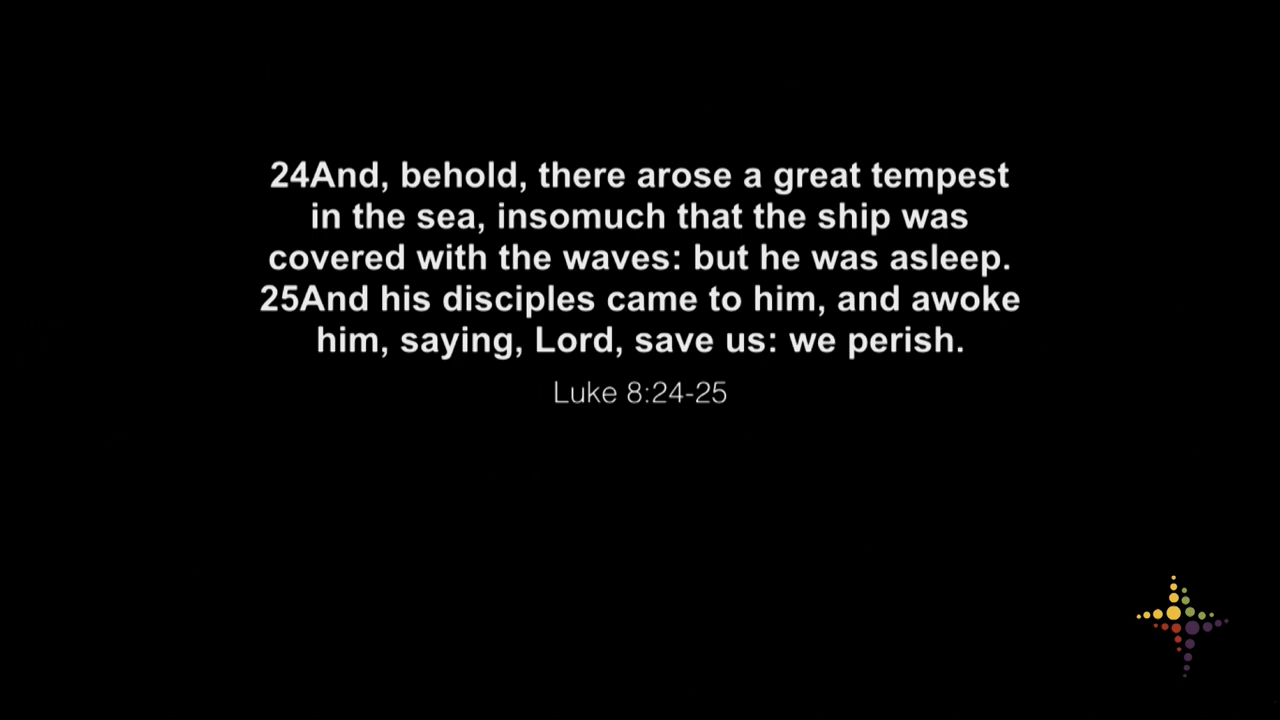 24And, behold, there arose a great tempest
in the sea, insomuch that the ship was
covered with the waves: but he was asleep.
25And his disciples came to him, and awoke
him, saying, Lord, save us: we perish.
Luke 8:24-25